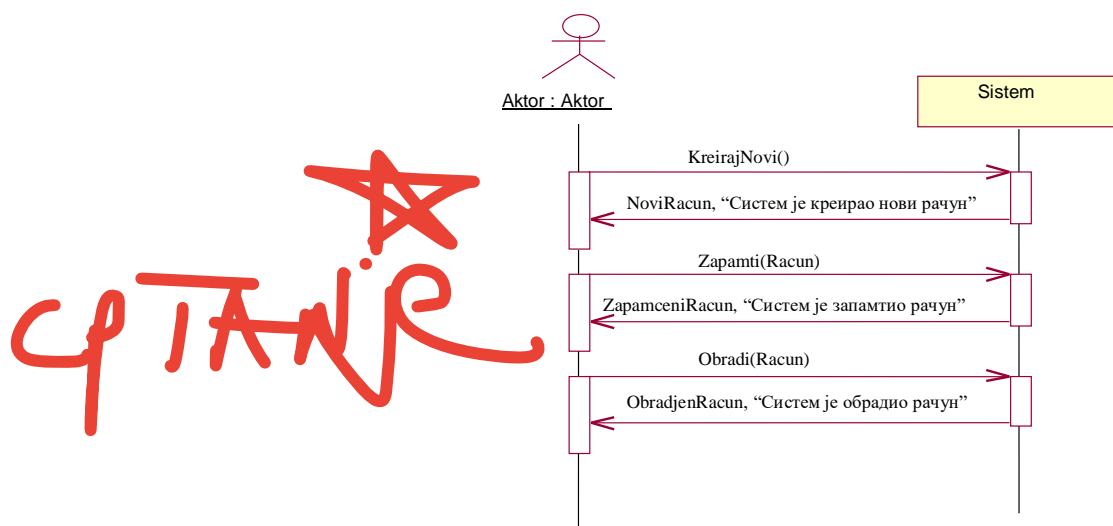 Aktor : Aktor
Sistem
KreirajNovi()
NoviRacun, “Систем је креирао нови рачун”
Zapamti(Racun)
ZapamceniRacun, “Систем је запамтио рачун”
Obradi(Racun)
ObradjenRacun, “Систем је обрадио рачун”